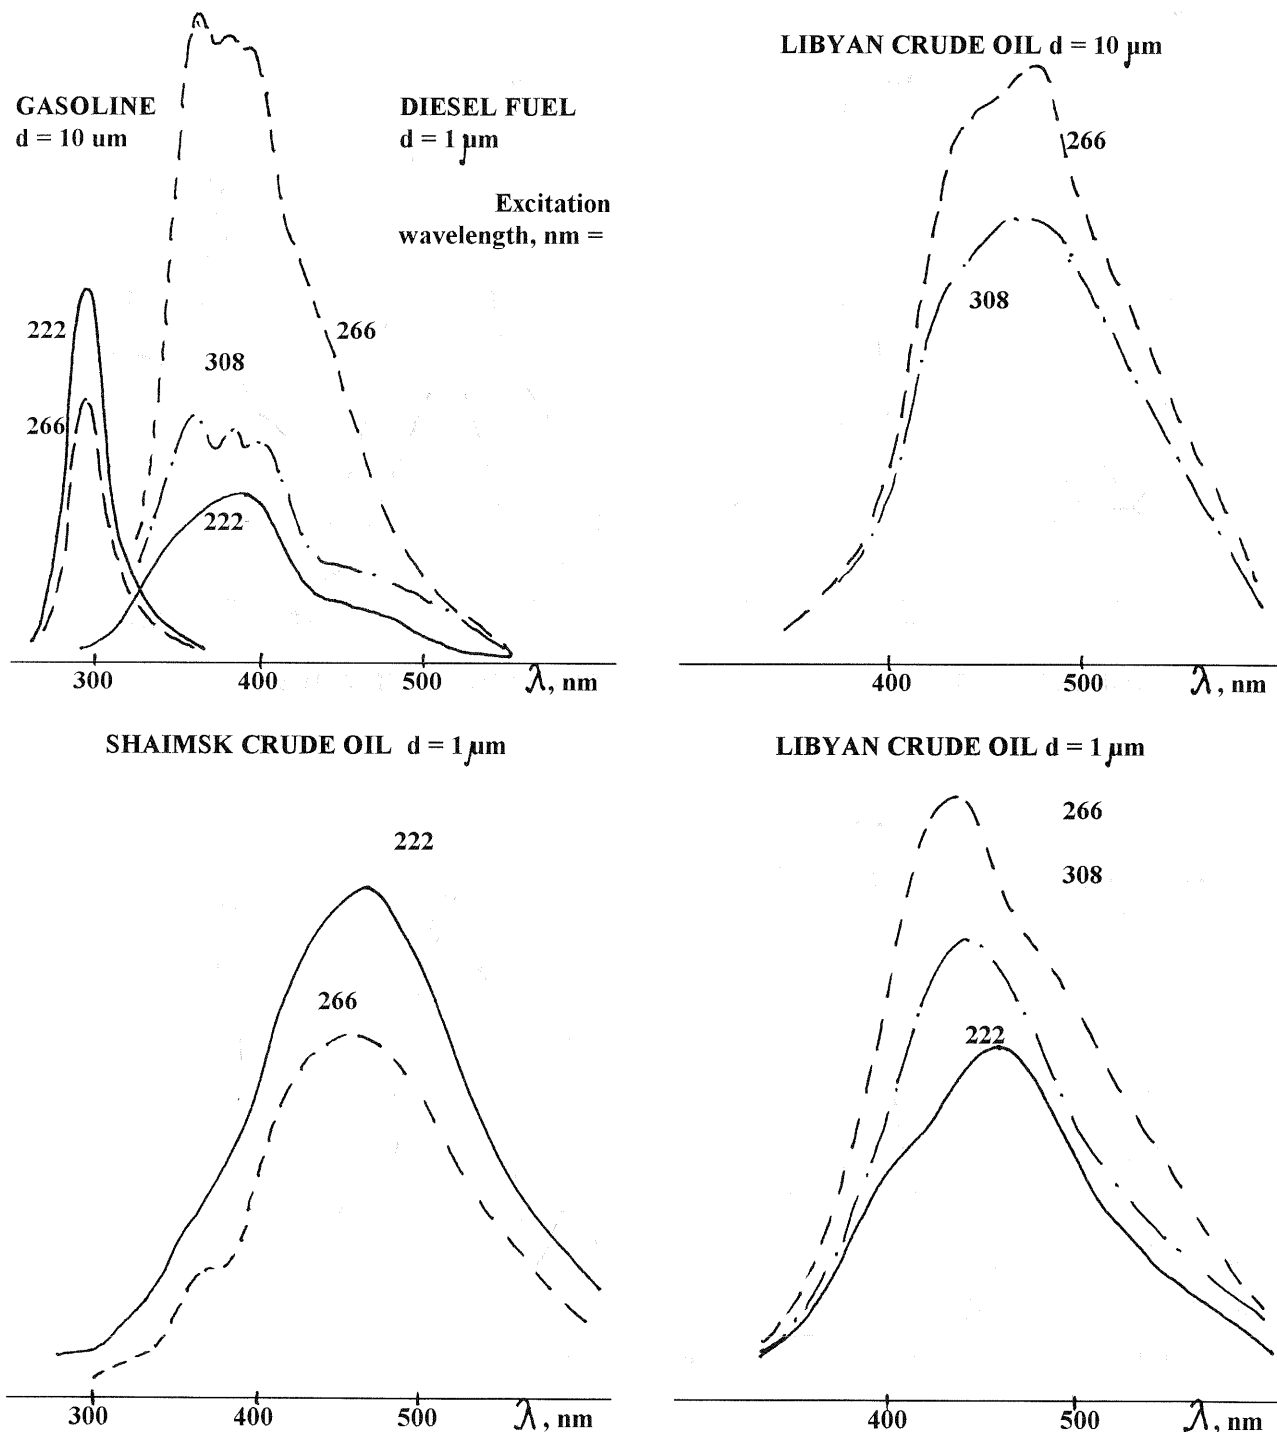 GASOLINE
d = 10 um
DIESEL FUEL
d = 1 µm
Excitation
wavelength, nm =
222
266
308
266
222
300 400 500 λ, nm
LIBYAN CRUDE OIL d = 10 µm
266
308
400 500 λ, nm
SHAIMSK CRUDE OIL d = 1 µm
222
266
300 400 500 λ, nm
LIBYAN CRUDE OIL d = 1 µm
266
308
222
400 500 λ, nm